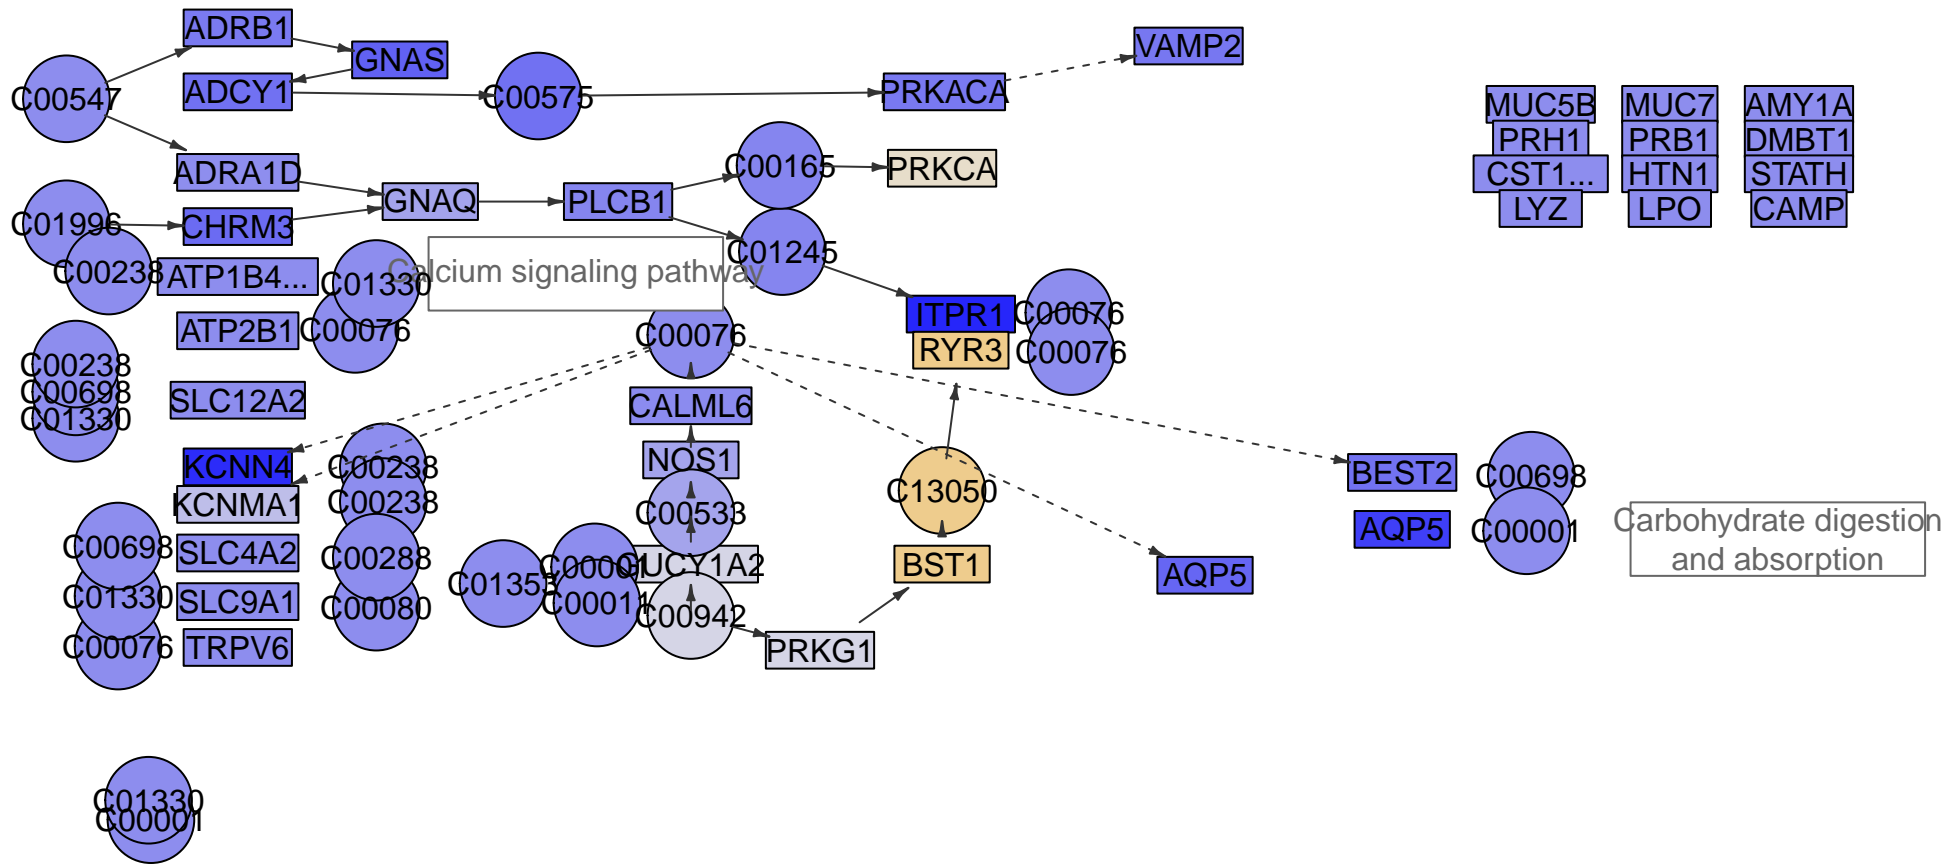 ADRB1
GNAS
VAMP2
C00547
ADCY1
C00575
PRKACA
MUC5B
MUC7
AMY1A
PRH1
PRB1
DMBT1
CST1...
HTN1
STATH
LYZ
LPO
CAMP
ADRA1D
C00165
PRKCA
GNAQ
PLCB1
C01996
CHRM3
C01245
C00238
ATP1B4...
C01330
Calcium signaling pathway
ATP2B1
C00076
C00076
ITPR1
C00076
RYR3
C00076
C00238
C00698
C01330
SLC12A2
CALML6
KCNN4
C00238
NOS1
KCNMA1
C00238
C00533
C13050
BEST2
C00698
AQP5
C00001
Carbohydrate digestion
and absorption
C00698
SLC4A2
C00288
C01353
C00001
GUCY1A2
BST1
AQP5
C01330
SLC9A1
C00080
C00011
C00942
C00076
TRPV6
PRKG1
C01330
C00001